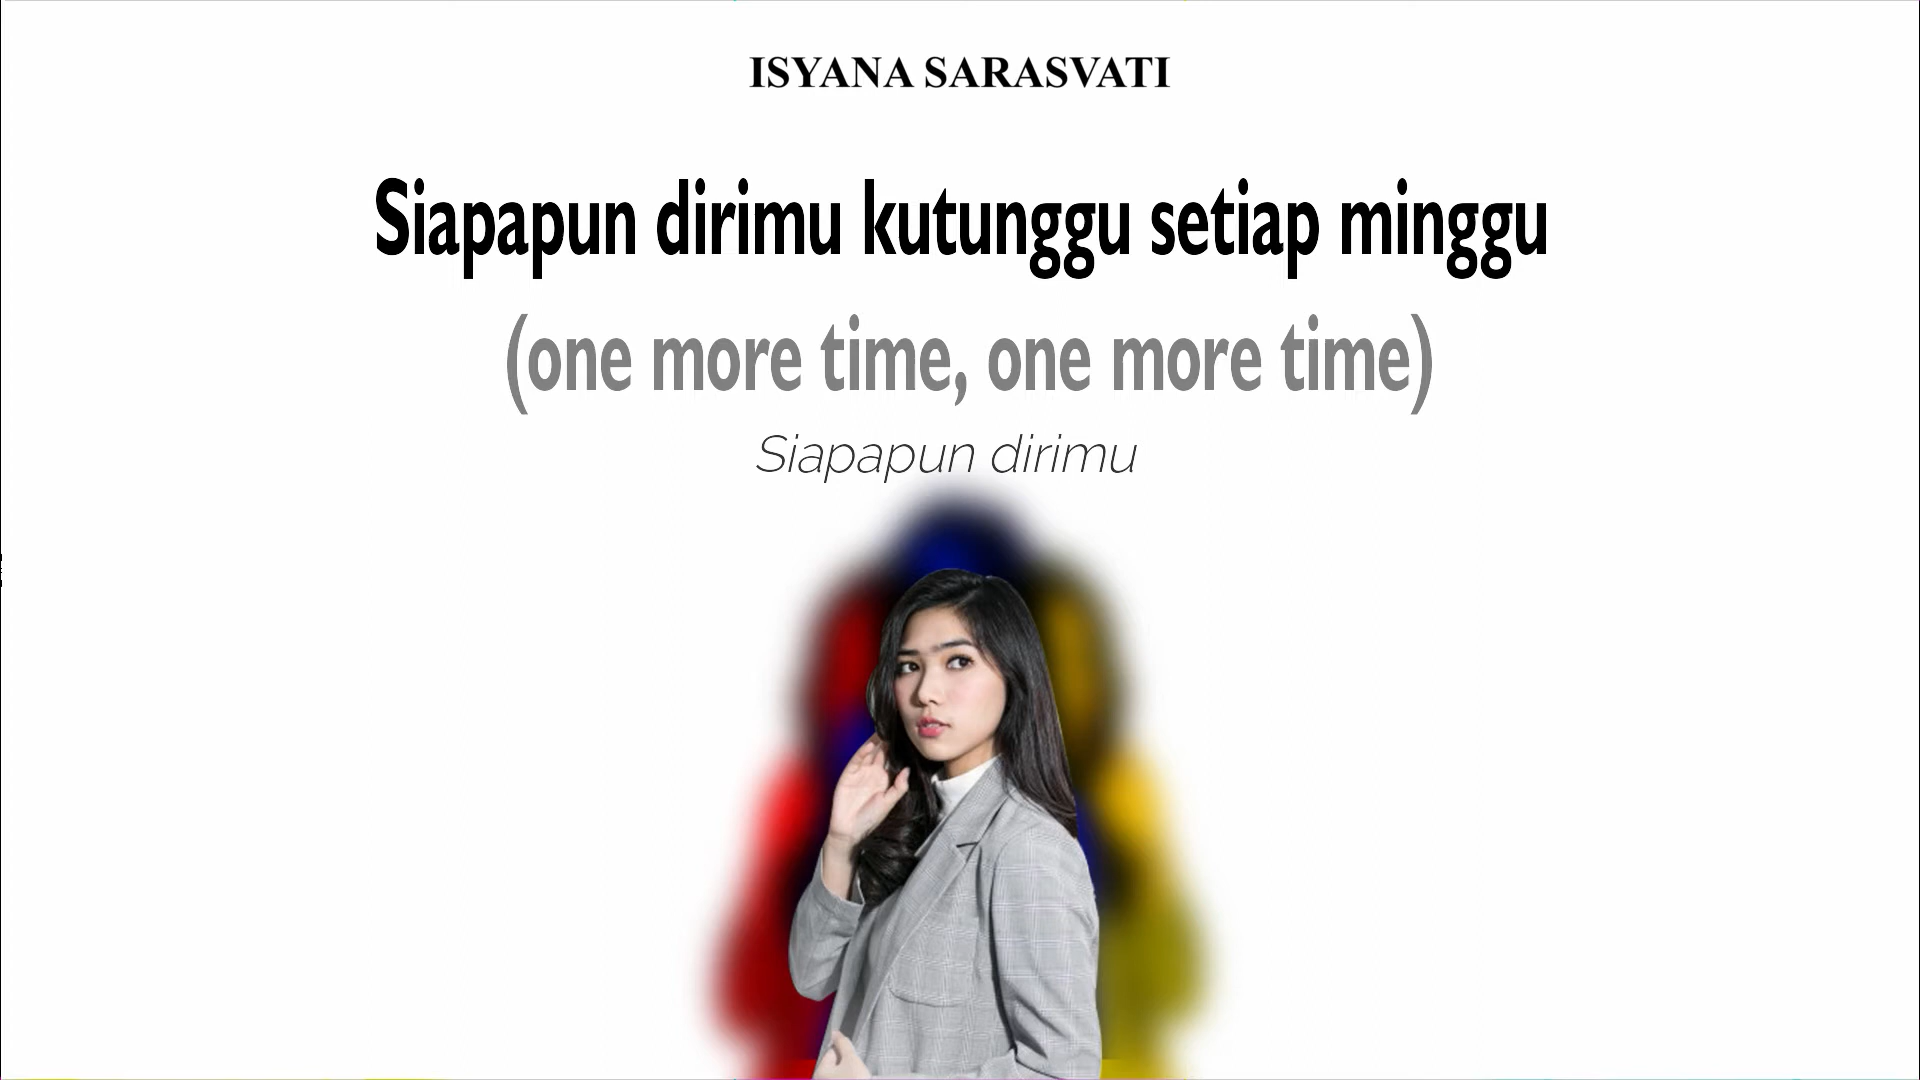 ISYANA SARASVATI
Siapapun dirimu kutunggu setiap minggu
(one more time, one more time)
Siapapun dirimu